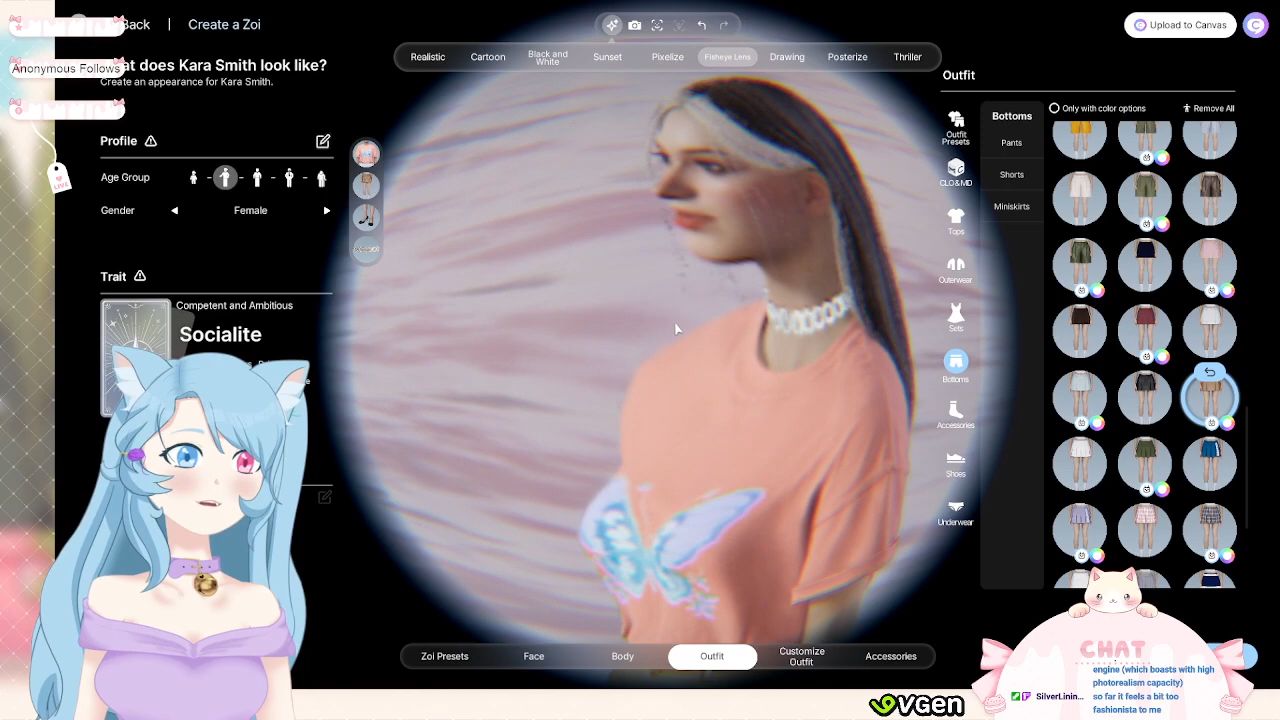 Back | Create a Zoi
Anonymous Follows
What does Kara Smith look like?
Create an appearance for Kara Smith.
Profile
Age Group
Gender
Female
Trait
Competent and Ambitious
Socialite
LIVE
Realistic
Cartoon
Black and
White
Sunset
Pixelize
Fisheye Lens
Drawing
Posterize
Thriller
Upload to Canvas
Outfit
Outfit
Presets
CLO&MD
Tops
Outerwear
Sets
Bottoms
Accessories
Shoes
Underwear
Bottoms
Pants
Shorts
Miniskirts
Only with color options
Remove All
Zoi Presets
Face
Body
Outfit
Customize
Outfit
Accessories
VGen
CHAT
engine (which boasts with high
photorealism capacity)
SilverLinin... so far it feels a bit too
fashionista to me